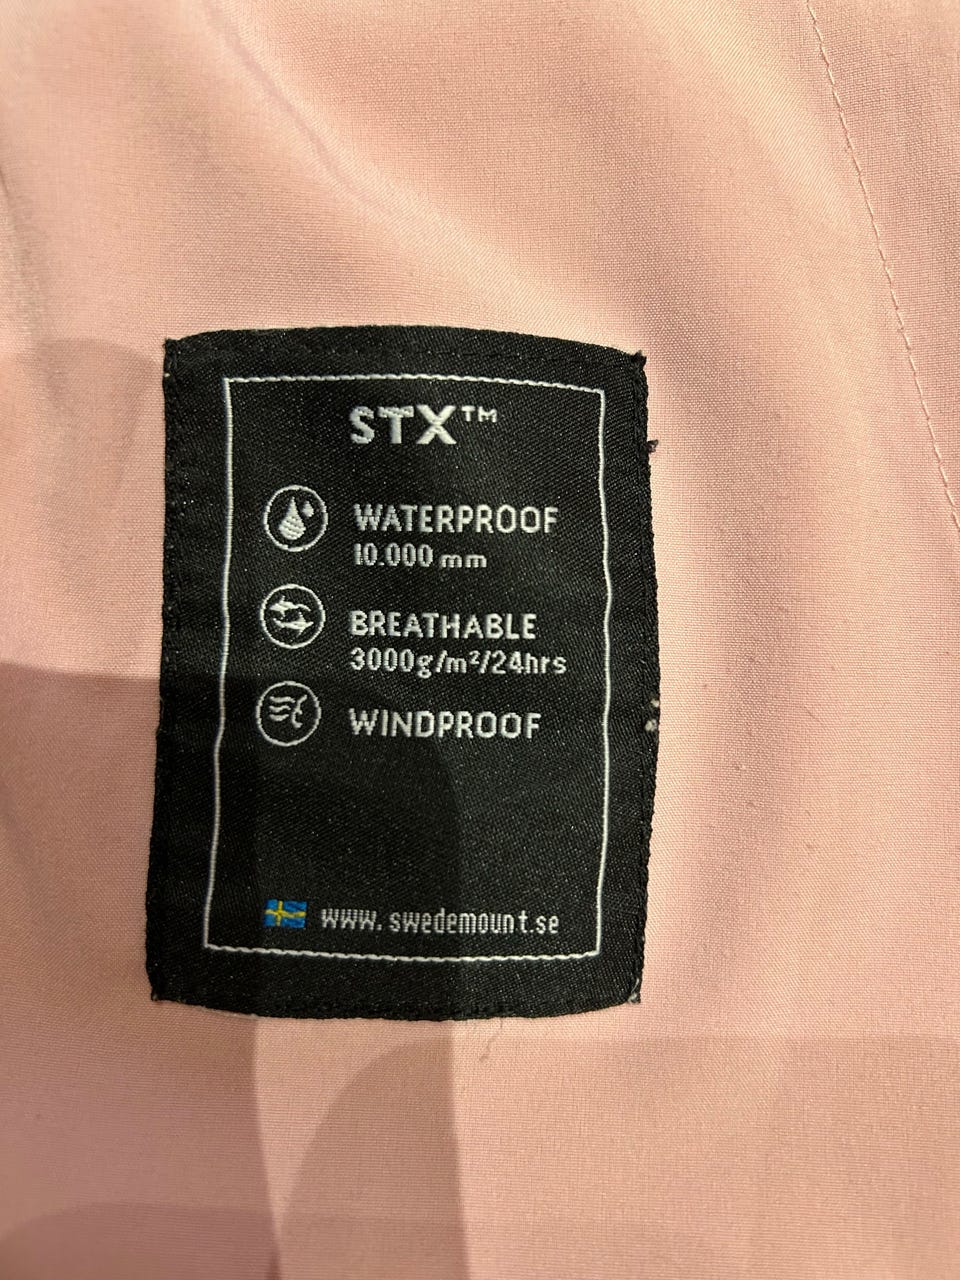 STX™
WATERPROOF
10.000 mm
BREATHABLE
3000g/m²/24hrs
WINDPROOF
www.swedemount.se